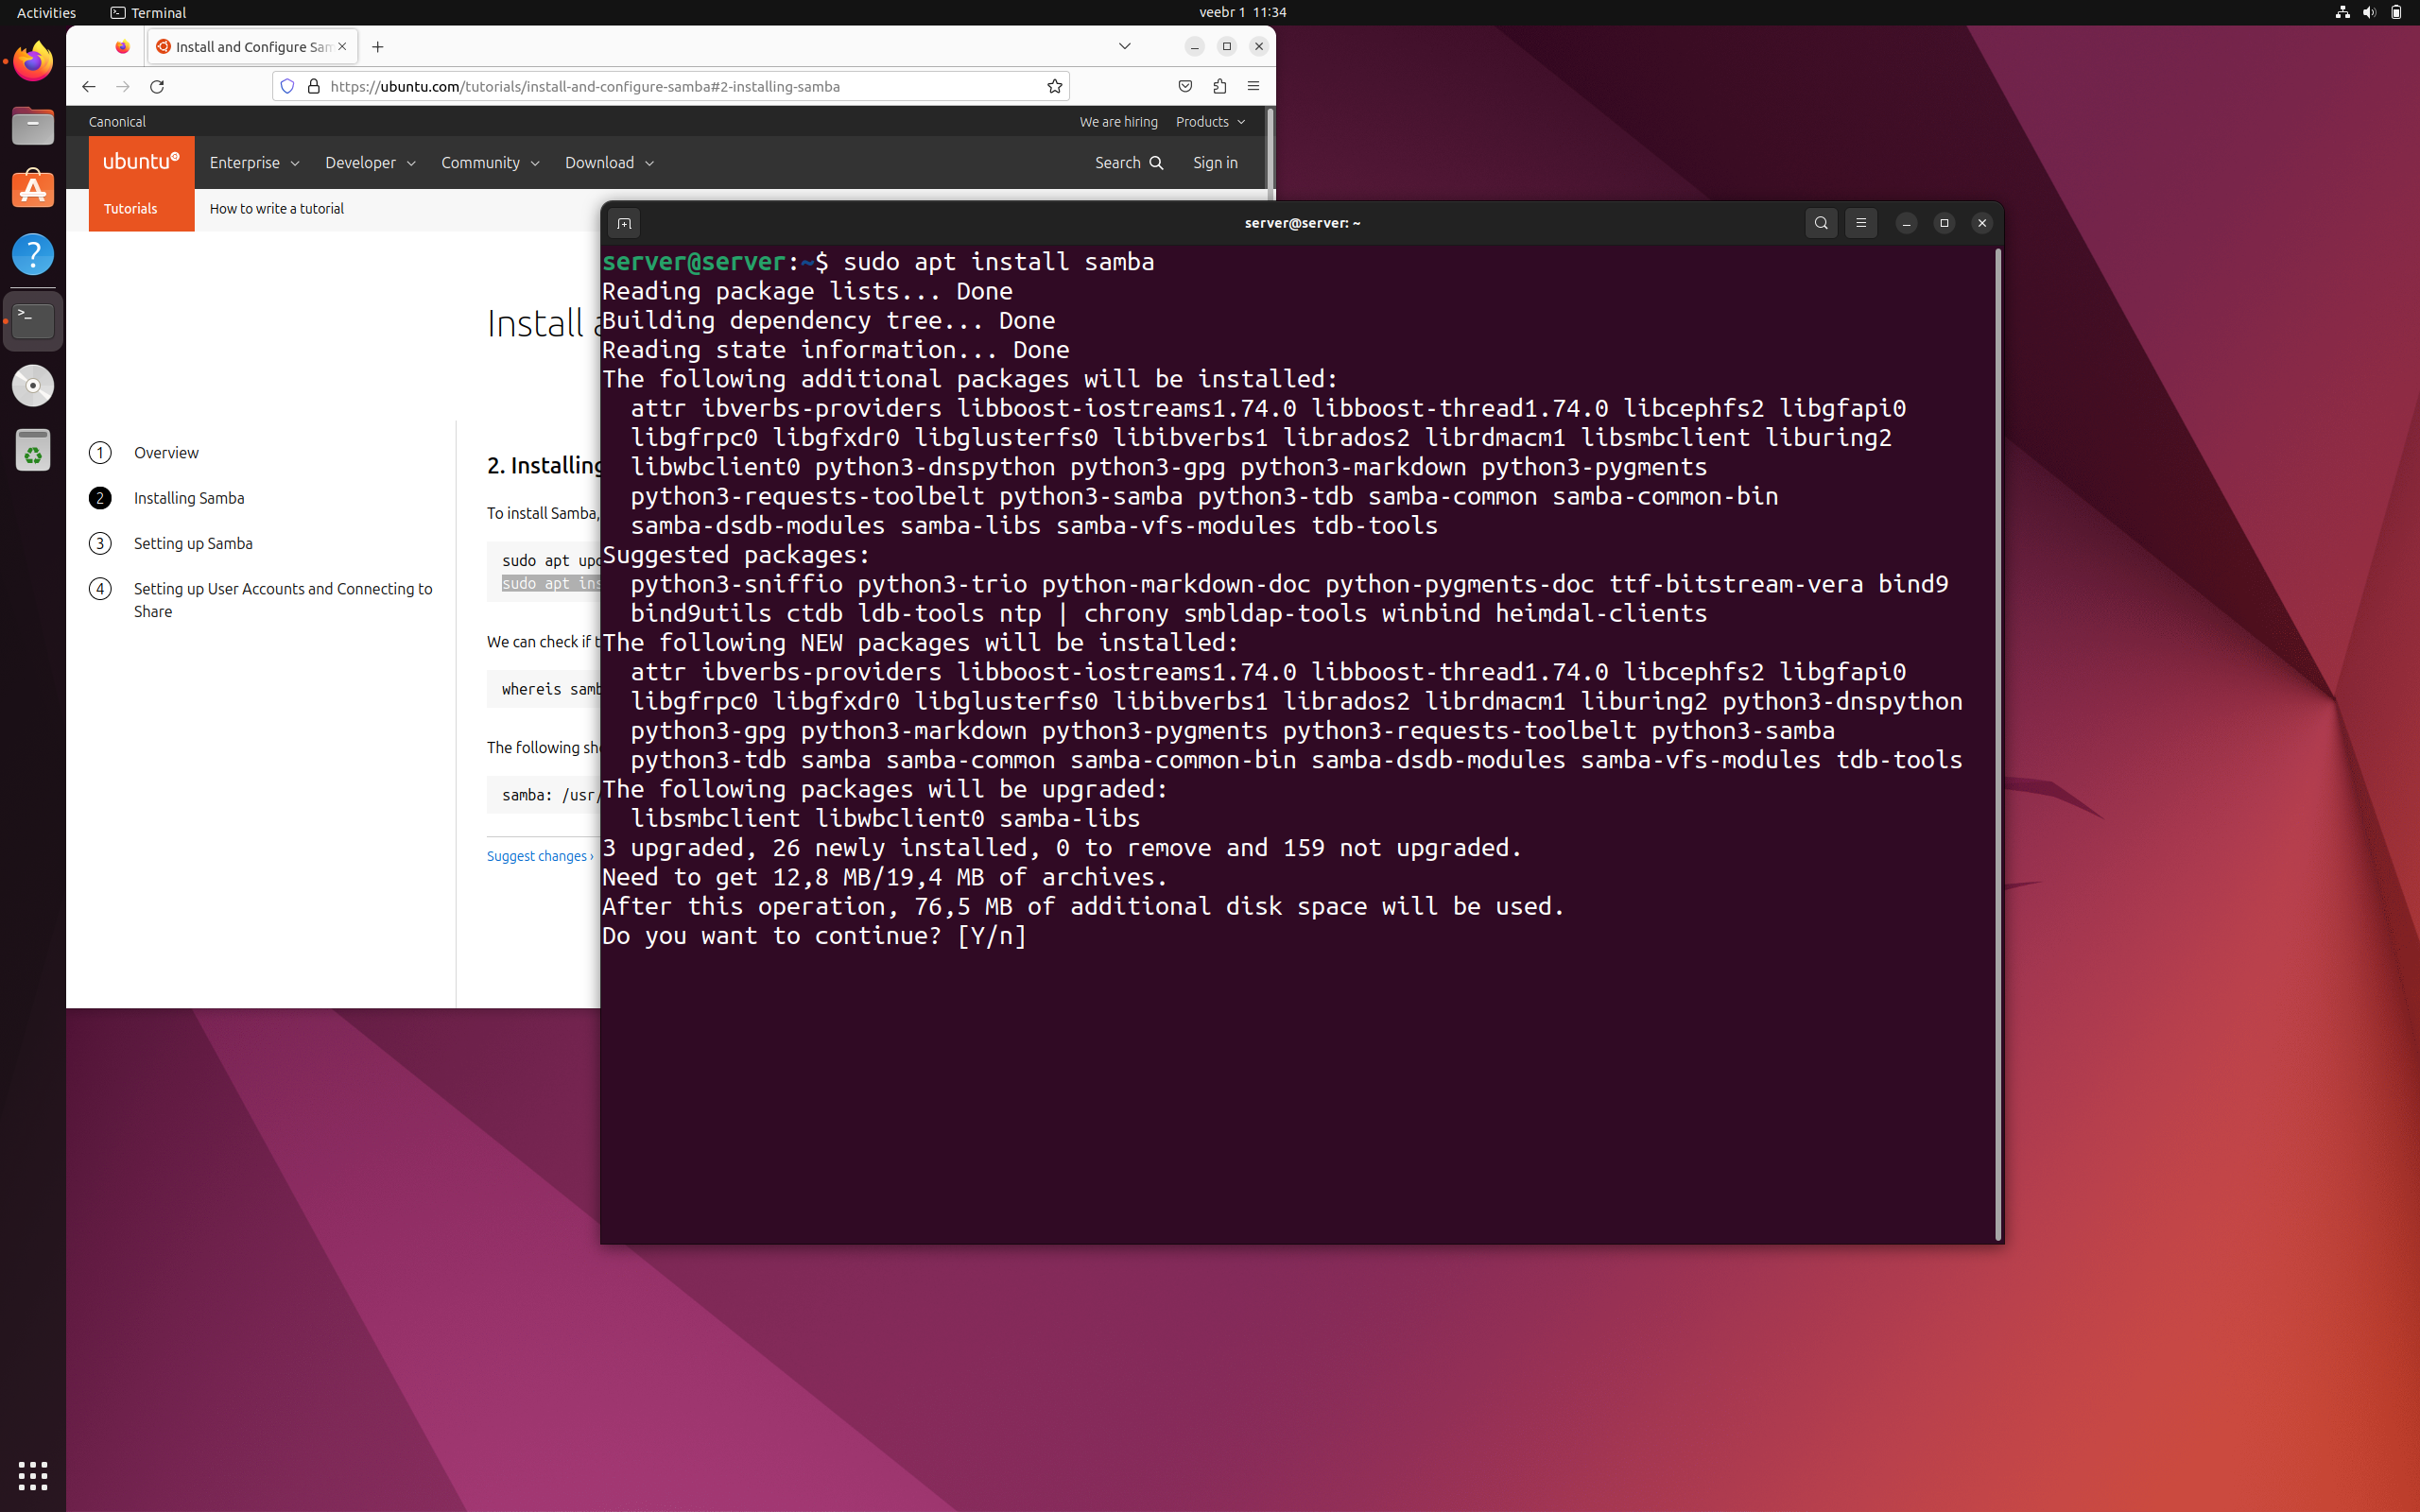 Activities
Terminal
veebr 1 11:34
Install and Configure Sam
https://ubuntu.com/tutorials/install-and-configure-samba#2-installing-samba
Canonical
We are hiring
Products
ubuntu
Enterprise
Developer
Community
Download
Search
Sign in
Tutorials
How to write a tutorial
Install
1 Overview
2 Installing Samba
3 Setting up Samba
4 Setting up User Accounts and Connecting to
Share
2. Installing
To install Samba,
sudo apt upd
sudo apt ins
We can check if t
whereis samb
The following sh
samba: /usr/
Suggest changes ›
server@server: ~
server@server:~$ sudo apt install samba
Reading package lists... Done
Building dependency tree... Done
Reading state information... Done
The following additional packages will be installed:
attr ibverbs-providers libboost-iostreams1.74.0 libboost-thread1.74.0 libcephfs2 libgfapi0
libgfrpc0 libgfxdr0 libglusterfs0 libibverbs1 librados2 librdmacm1 libsmbclient liburing2
libwbclient0 python3-dnspython python3-gpg python3-markdown python3-pygments
python3-requests-toolbelt python3-samba python3-tdb samba-common samba-common-bin
samba-dsdb-modules samba-libs samba-vfs-modules tdb-tools
Suggested packages:
python3-sniffio python3-trio python-markdown-doc python-pygments-doc ttf-bitstream-vera bind9
bind9utils ctdb ldb-tools ntp | chrony smbldap-tools winbind heimdal-clients
The following NEW packages will be installed:
attr ibverbs-providers libboost-iostreams1.74.0 libboost-thread1.74.0 libcephfs2 libgfapi0
libgfrpc0 libgfxdr0 libglusterfs0 libibverbs1 librados2 librdmacm1 liburing2 python3-dnspython
python3-gpg python3-markdown python3-pygments python3-requests-toolbelt python3-samba
python3-tdb samba samba-common samba-common-bin samba-dsdb-modules samba-vfs-modules tdb-tools
The following packages will be upgraded:
libsmbclient libwbclient0 samba-libs
3 upgraded, 26 newly installed, 0 to remove and 159 not upgraded.
Need to get 12,8 MB/19,4 MB of archives.
After this operation, 76,5 MB of additional disk space will be used.
Do you want to continue? [Y/n]